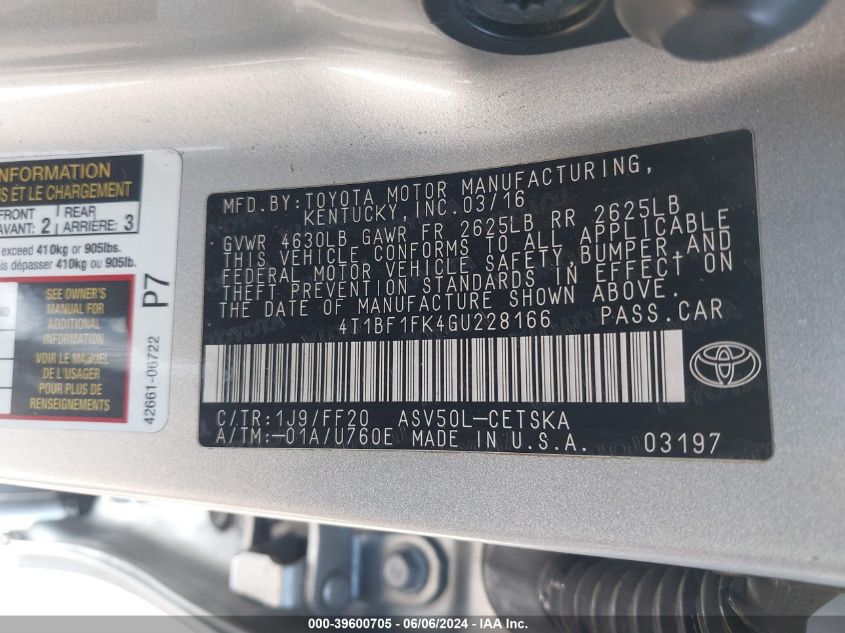 INFORMATION
US ET LE CHARGEMENT
FRONT
AVANT: 2
REAR
ARRIÈRE: 3
exceed 410kg or 905lbs.
dépasser 410kg ou 905lb.
SEE OWNER'S
MANUAL FOR
ADDITIONAL
INFORMATION
VOIR LE MANUEL
DE L'USAGER
POUR PLUS DE
RENSEIGNEMENTS
P7
42661-06722
MFD.BY:TOYOTA MOTOR MANUFACTURING,
KENTUCKY, INC.03/16
GVWR 4630LB GAWR FR 2625LB RR 2625LB
THIS VEHICLE CONFORMS TO ALL APPLICABLE
FEDERAL MOTOR VEHICLE SAFETY,BUMPER,AND
THEFT PREVENTION STANDARDS IN EFFECT ON
THE DATE OF MANUFACTURE SHOWN ABOVE.
4T1BF1FK4GU228166 PASS.CAR
C/TR:1J9/FF20 ASV50L-CETSKA
A/TM:-01A/U760E MADE IN U.S.A. 03197
000-39600705 - 06/06/2024 - IAA Inc.